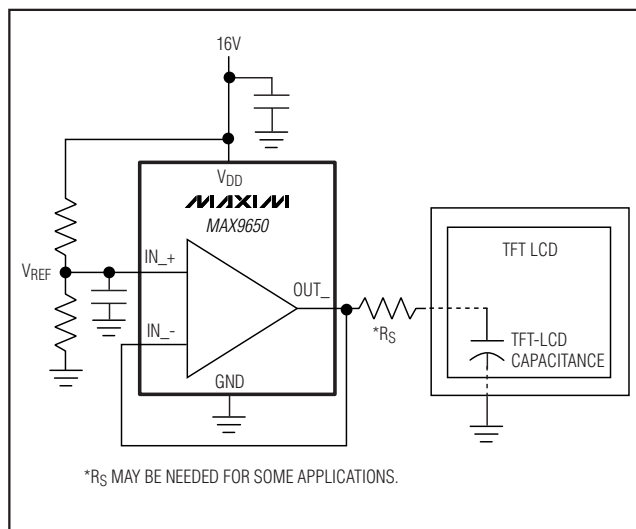 16V
VDD
MAXIM
MAX9650
TFT LCD
IN_+
VREF
OUT_
*RS
IN_-
TFT-LCD
CAPACITANCE
GND
*RS MAY BE NEEDED FOR SOME APPLICATIONS.